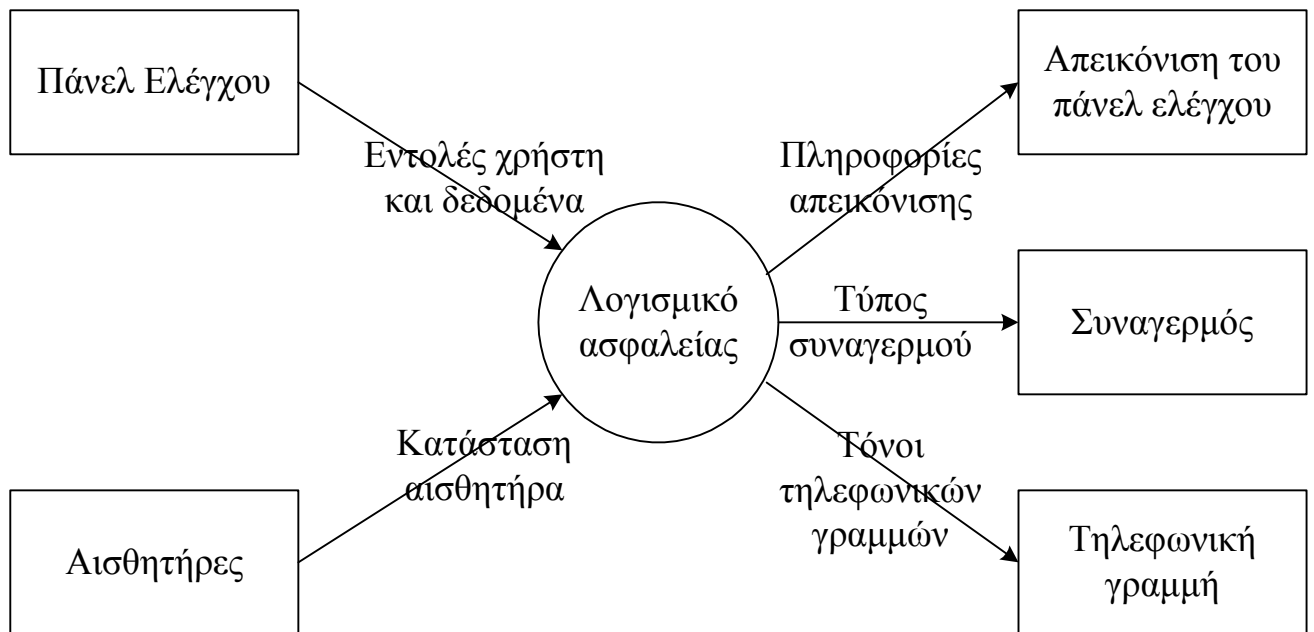 Πάνελ Ελέγχου
Απεικόνιση του
πάνελ ελέγχου
Εντολές χρήστη
και δεδομένα
Πληροφορίες
απεικόνισης
Λογισμικό
ασφαλείας
Τύπος
συναγερμού
Συναγερμός
Κατάσταση
αισθητήρα
Τόνοι
τηλεφωνικών
γραμμών
Αισθητήρες
Τηλεφωνική
γραμμή